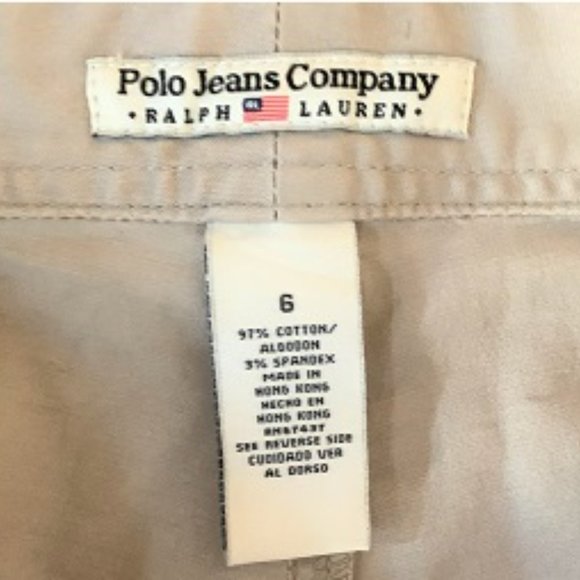 Polo Jeans Company
• RALPH LAUREN •
6
97% COTTON/
ALGODON
3% SPANDEX
MADE IN
HONG KONG
HECHO EN
HONG KONG
SEE REVERSE SIDE
CUIDADO VER
AL DORSO